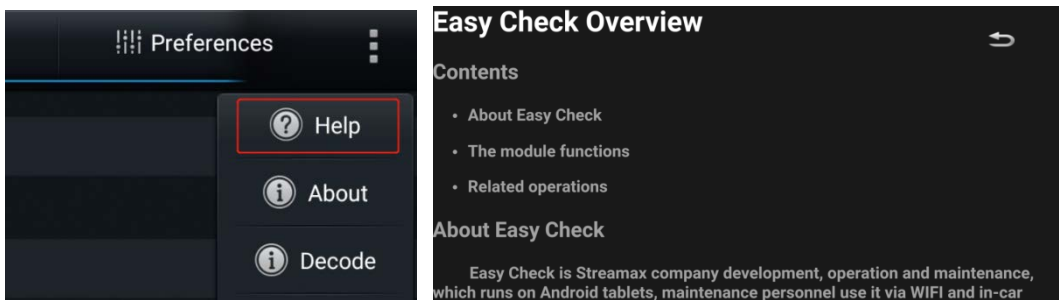 Preferences
Help
About
Decode
Easy Check Overview
Contents
• About Easy Check
• The module functions
• Related operations
About Easy Check
Easy Check is Streamax company development, operation and maintenance,
which runs on Android tablets, maintenance personnel use it via WIFI and in-car